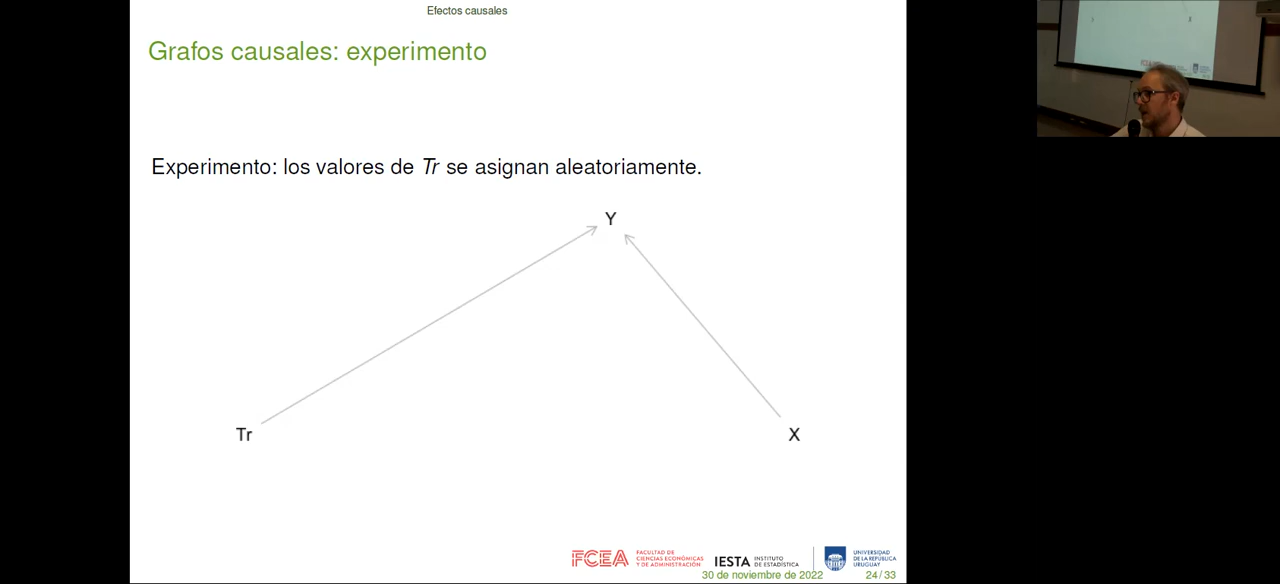 Efectos causales
Grafos causales: experimento
Experimento: los valores de Tr se asignan aleatoriamente.
Y
Tr
X
FCEA
FACULTAD DE
CIENCIAS ECONÓMICAS
Y DE ADMINISTRACIÓN
IESTA
INSTITUTO
DE ESTADÍSTICA
UNIVERSIDAD
DE LA REPÚBLICA
URUGUAY
30 de noviembre de 2022
24 / 33